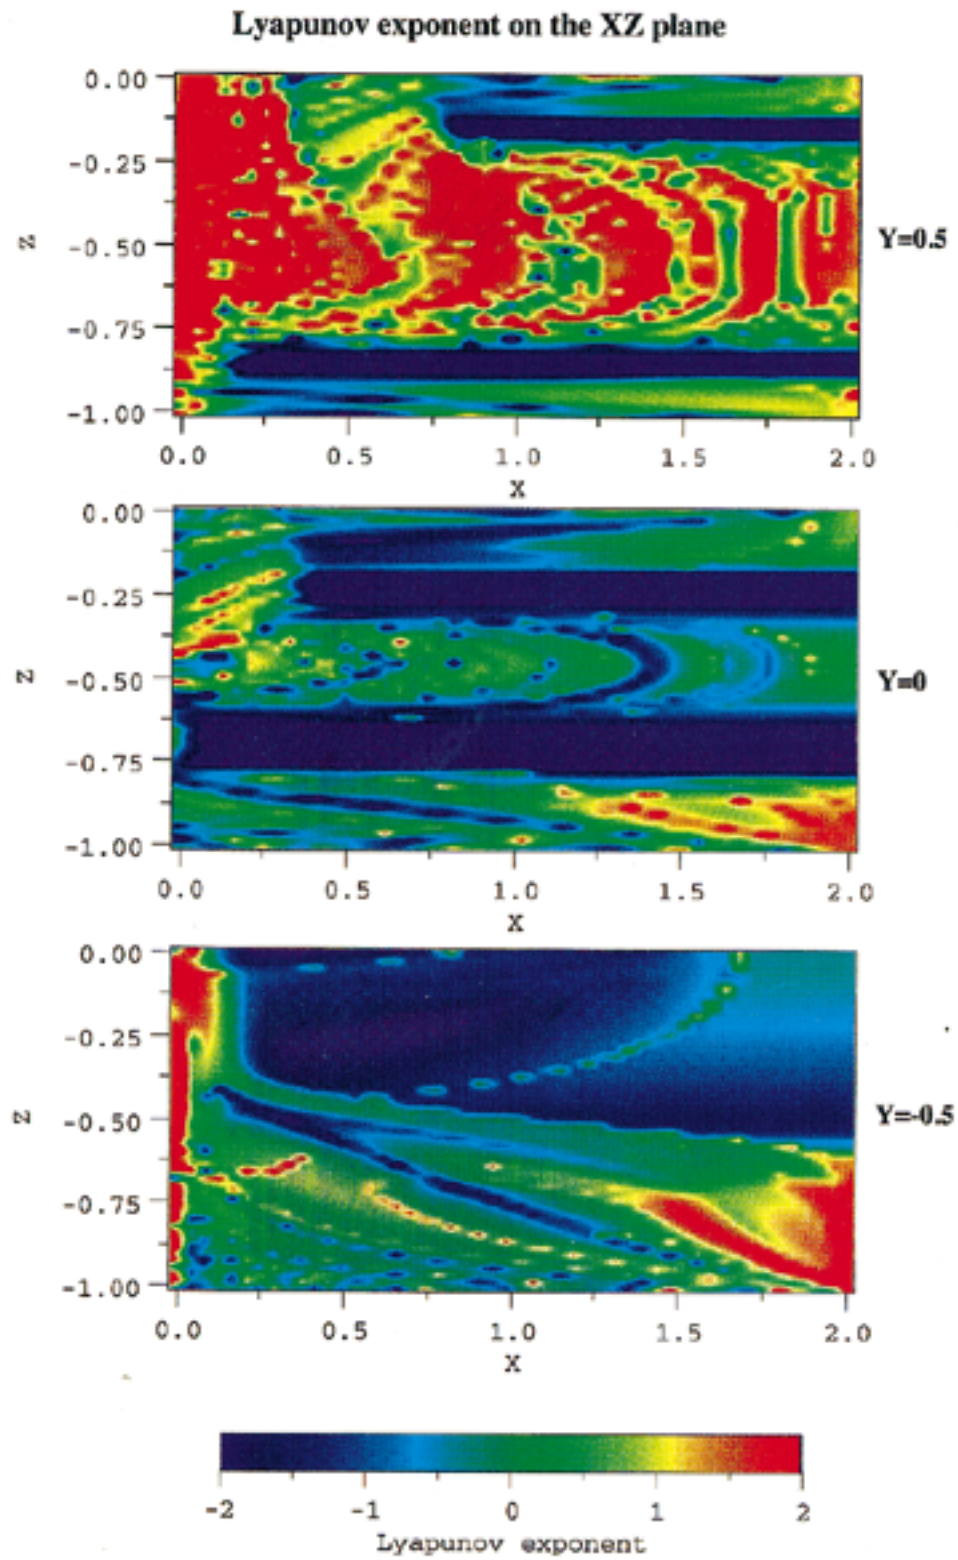 Lyapunov exponent on the XZ plane
0.00
-0.25
-0.50
-0.75
-1.00
Z
Y=0.5
0.0 0.5 1.0 1.5 2.0
X
0.00
-0.25
-0.50
-0.75
-1.00
Z
Y=0
0.0 0.5 1.0 1.5 2.0
X
0.00
-0.25
-0.50
-0.75
-1.00
Z
Y=-0.5
0.0 0.5 1.0 1.5 2.0
X
-2 -1 0 1 2
Lyapunov exponent